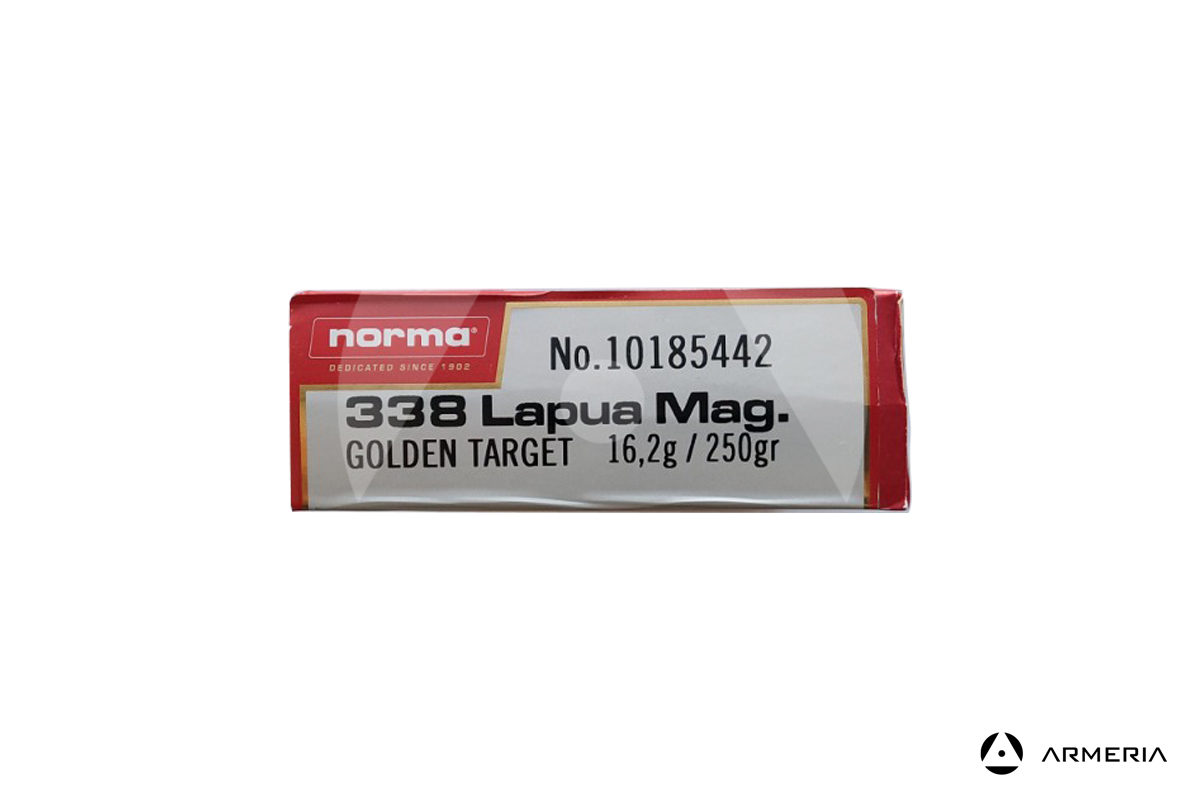 norma®
DEDICATED SINCE 1902
No.10185442
338 Lapua Mag.
GOLDEN TARGET 16,2g / 250gr
ARMERIA